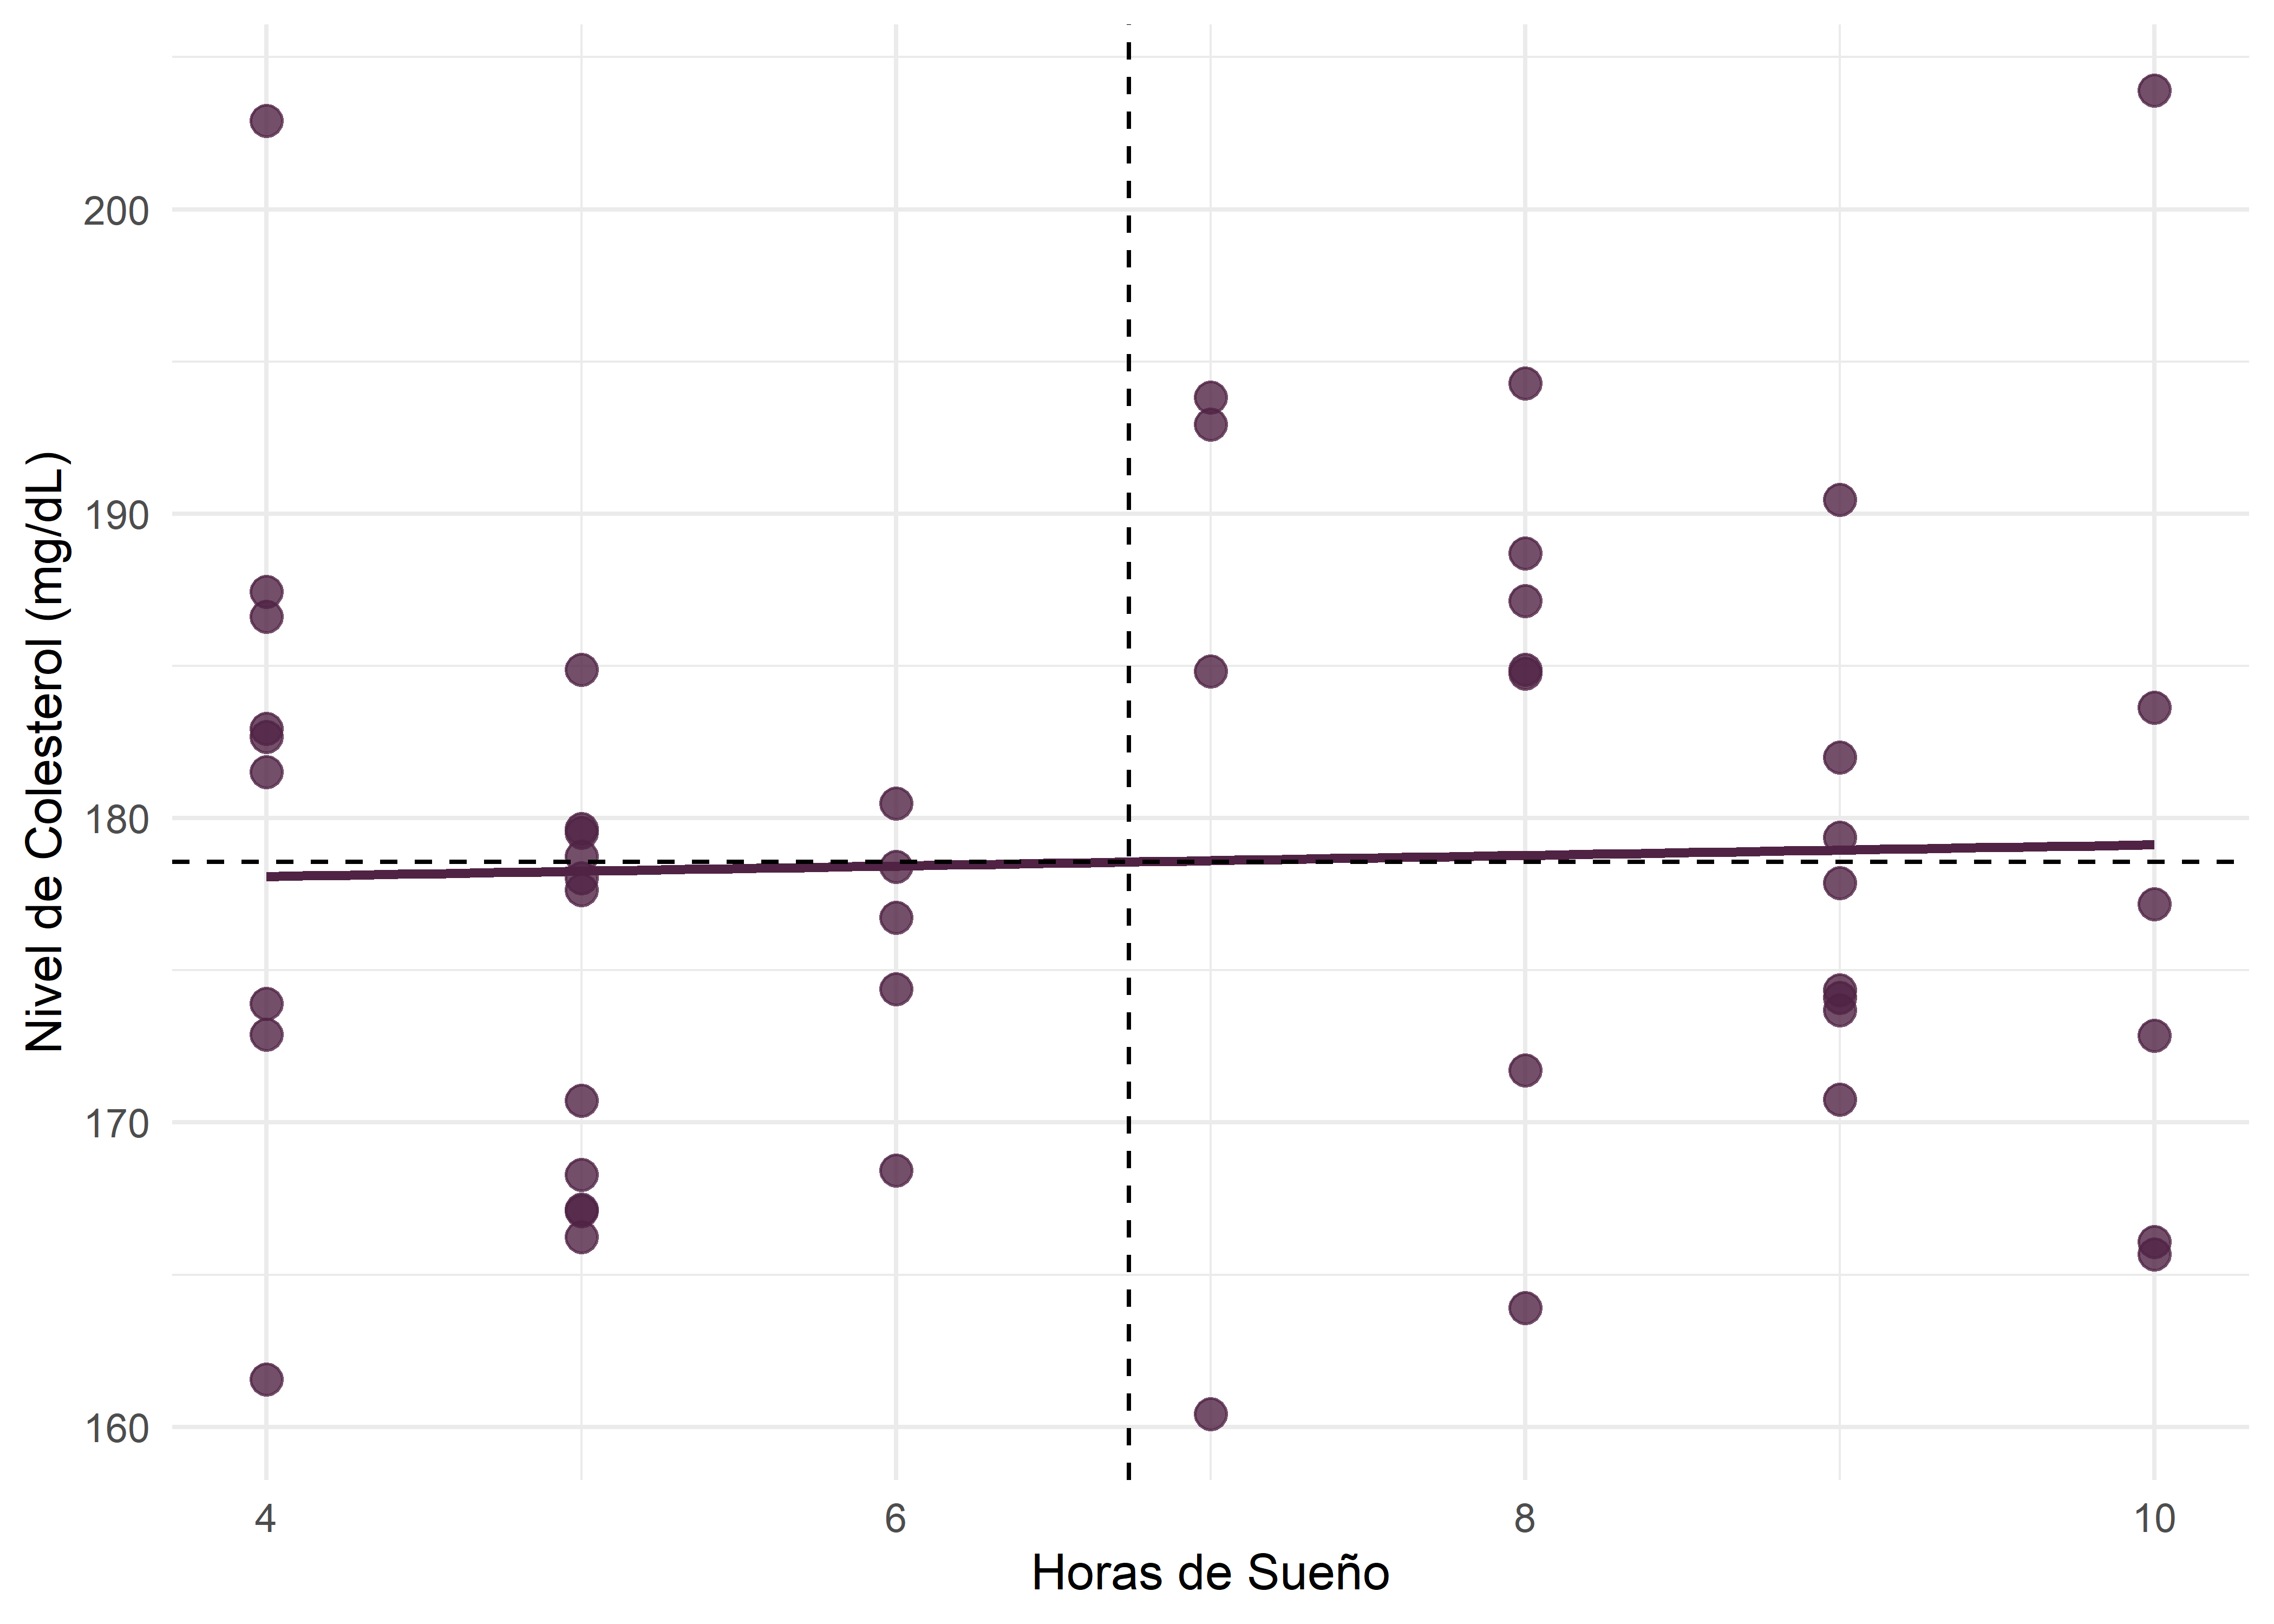 Nivel de Colesterol (mg/dL)
200
190
180
170
160
4 6 8 10
Horas de Sueño